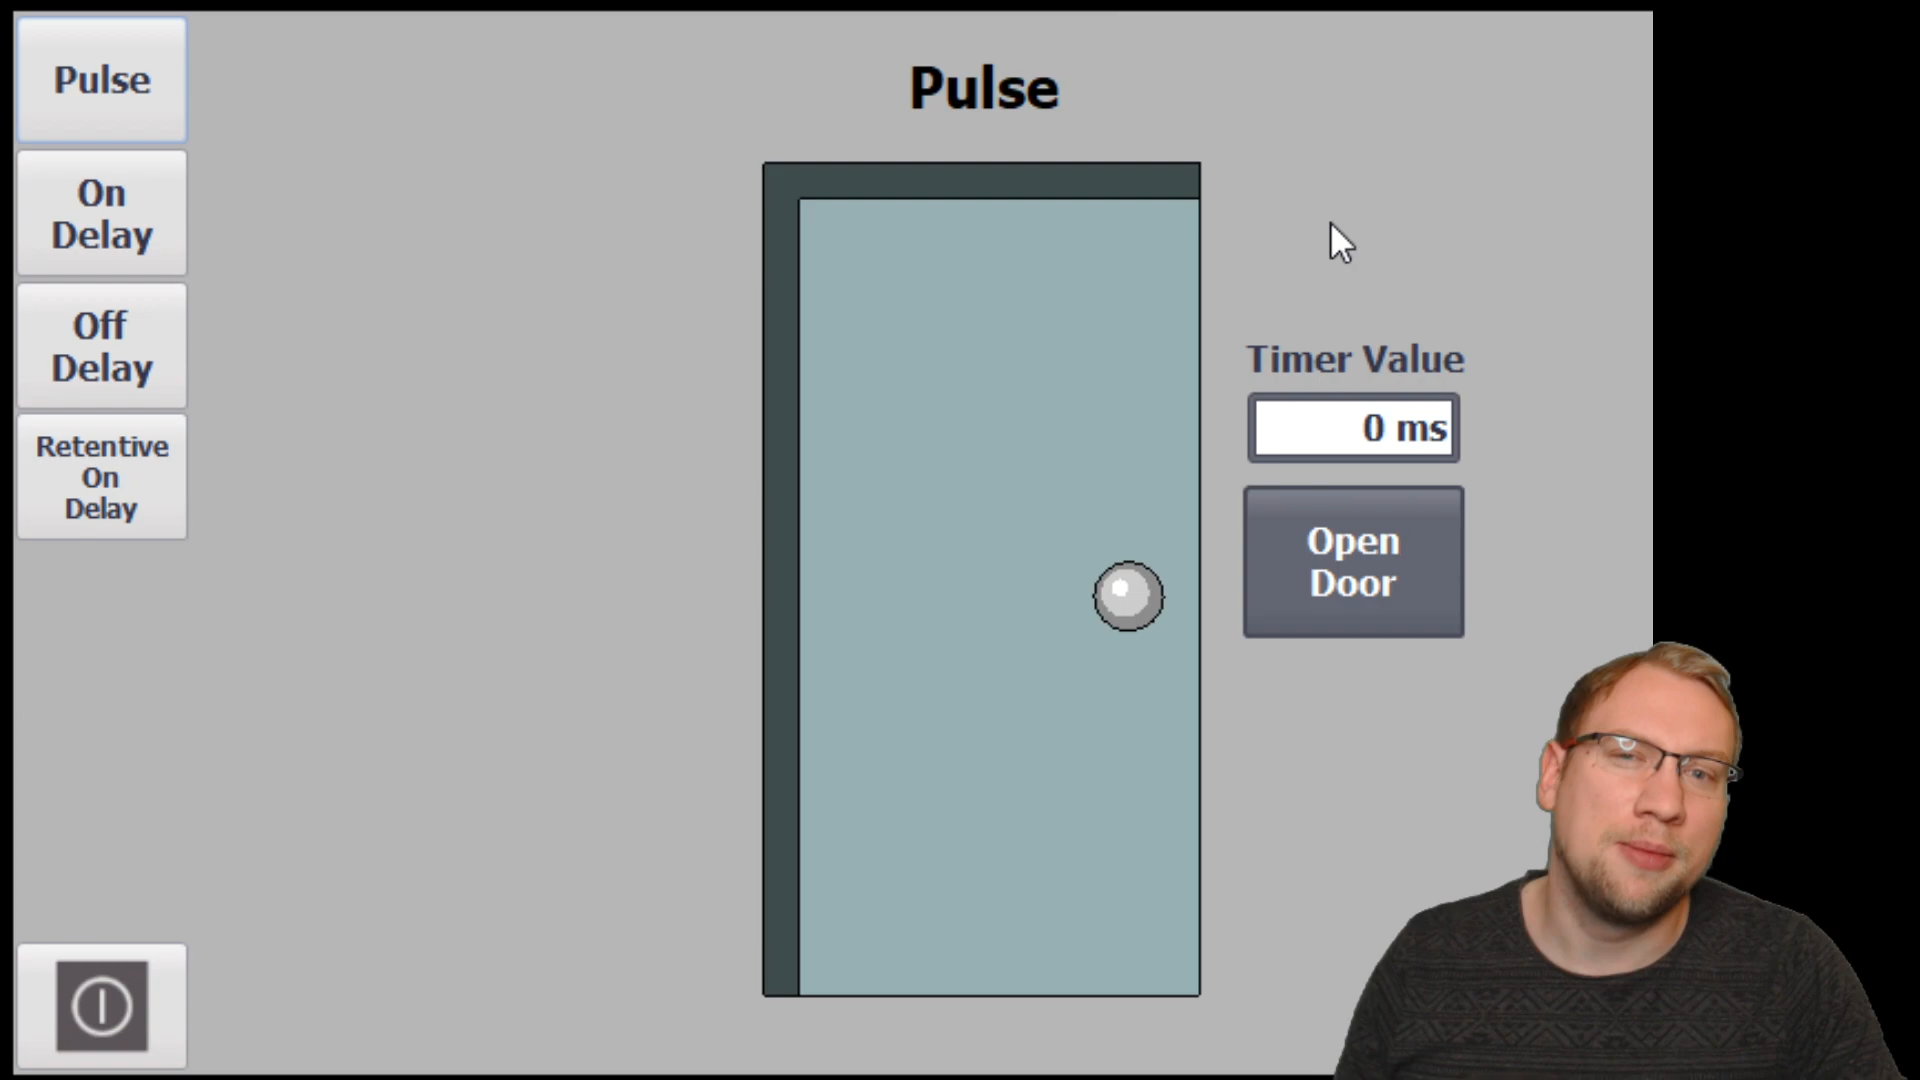 Pulse
On
Delay
Off
Delay
Retentive
On
Delay
Pulse
Timer Value
0 ms
Open
Door